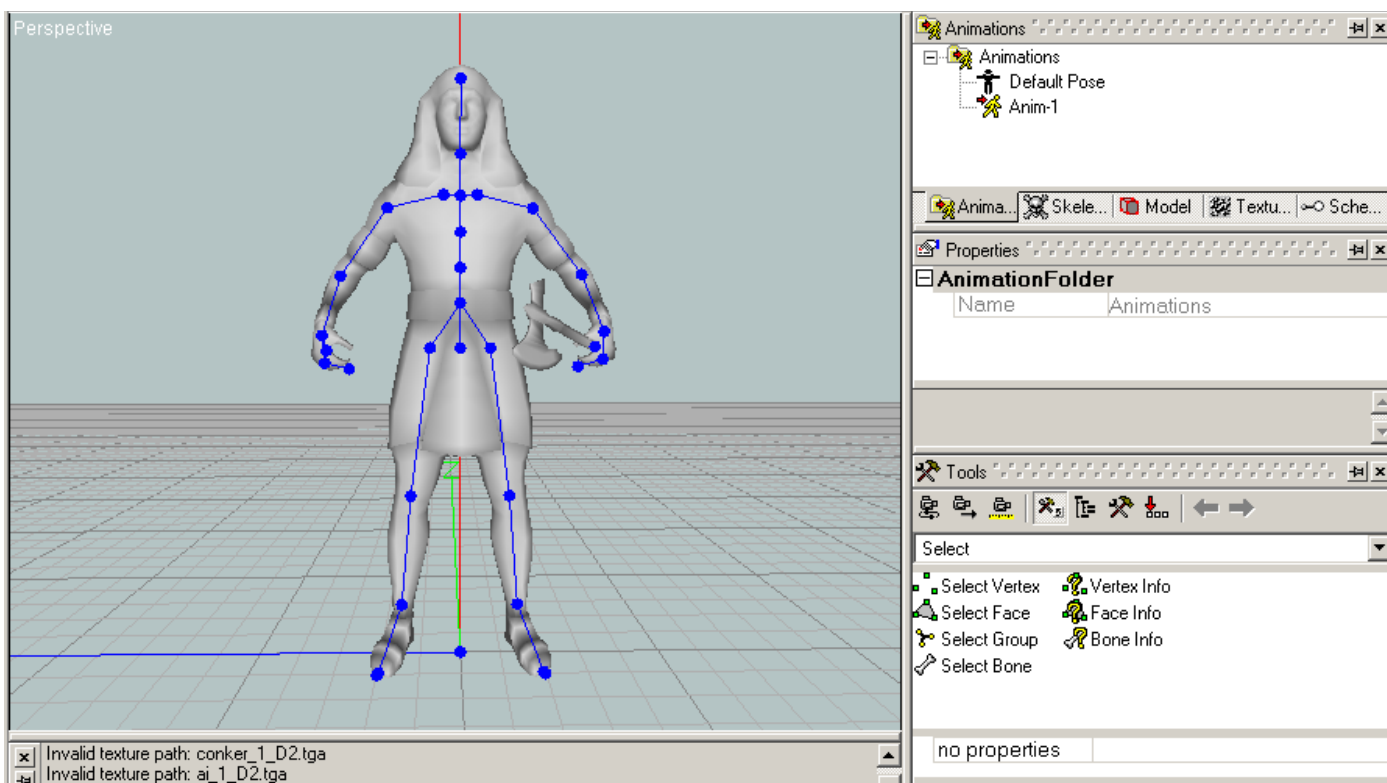 Perspective
Animations
Animations
Default Pose
Anim-1
Anima... Skele... Model Textu... Sche...
Properties
AnimationFolder
Name Animations
Tools
Select
Select Vertex Vertex Info
Select Face Face Info
Select Group Bone Info
Select Bone
no properties
Invalid texture path: conker_1_D2.tga
Invalid texture path: ai_1_D2.tga